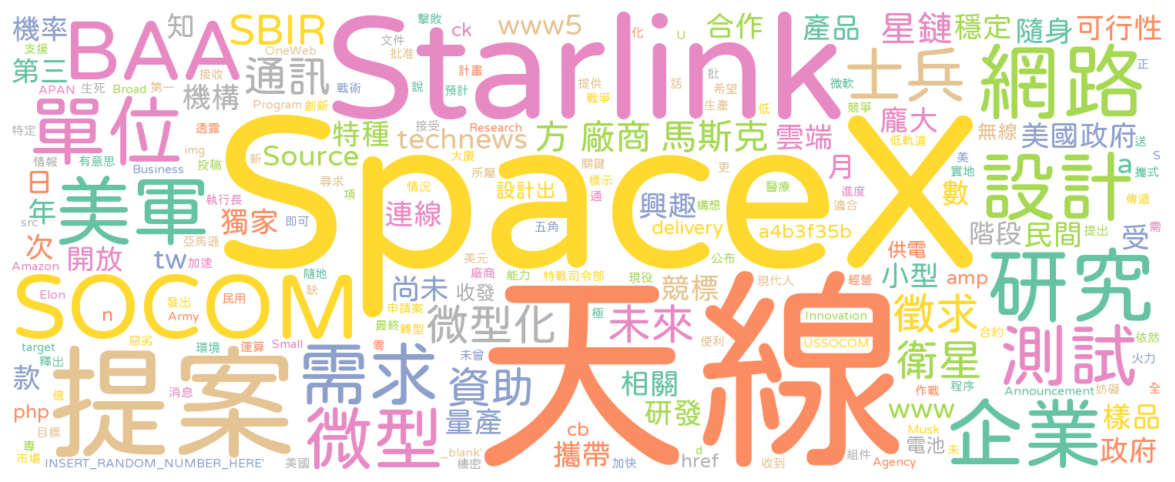 機率 BAA SBIR 知 擊敗 Starlink ck www5 合作 產品 星鏈 穩定 隨身 可行性
支援 OneWeb 文件 批准 化 U
第三 通訊 接收 計畫 提供 批 希望 微軟 士兵 網路 正
APAN 生死 Broad 第一 機構 戰術 說 預計 戰爭 話 生產 低 競爭
特定 單位 透露 Program 創新 特種 接受 Research technews 方 廠商 馬斯克 雲端 龐大 無線 美國政府 送
情報 有意思 img 投稿 新 Source 大廈 所屬 關鍵 更 低軌道 S
Business 尋求 情況 設計出 標示 醫療 月 美 實地 設計 a 攜式
日 美軍 執行長 獨家 項 連線 通 興趣 構想 進度 適合 數 傳遞
年 src 即可 五角 delivery a4b3f35b 階段 民間 提出 受 需
次 亞馬遜 開放 tw 加速 美元 公布 供電
Amazon 隨地 廠商 能力 特戰司令部 現役 現代人 經營 小型 amp 研究
Elon SOCOM 缺 尚未 收發 SpaceX 競標
n 發出 民用 申請案 天線 極 Innovation 徵求 合約
target Army 最終 轉型 微型化 未來 便利 USSOCOM 測試 依然
惡劣 環境 運算 Small 零 未曾 衛星 火力
釋出 提案 需求 資助 相關 作戰 程序 全
款 億 消息 Announcement 妨礙
php 微型 量產 研發 www 企業 樣品
目標 cb Musk 電池 未
專 市場 美國 _blank' 攜帶 d href 組件 政府
INSERT_RANDOM_NUMBER_HERE' 機密 加快 收到 Agency